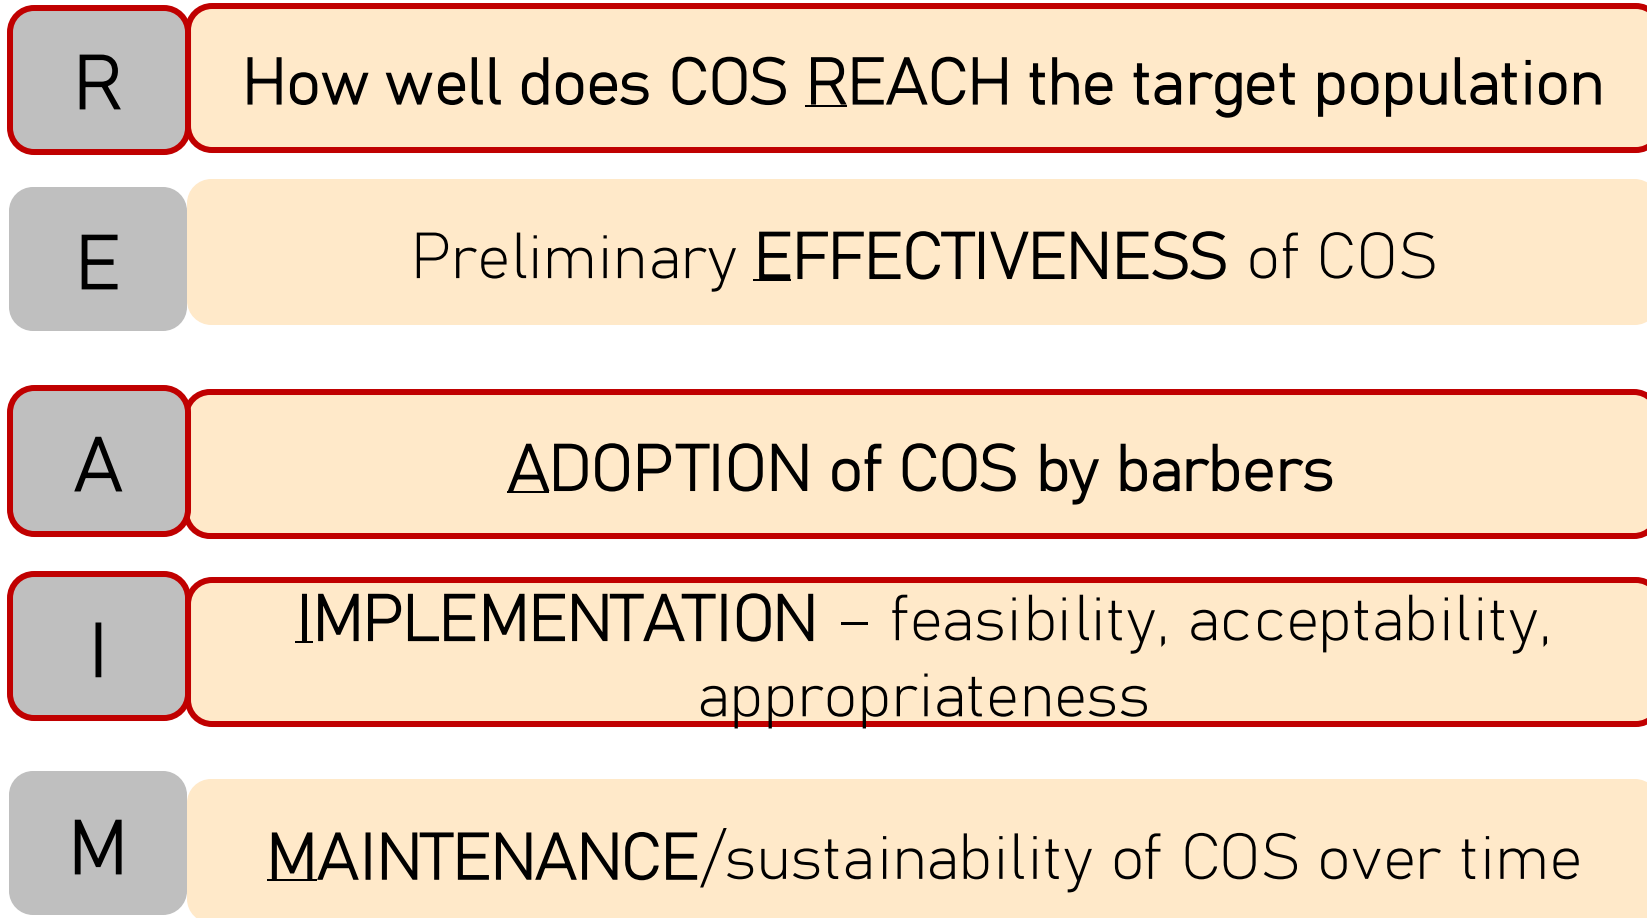 R
How well does COS REACH the target population
E
Preliminary EFFECTIVENESS of COS
A
ADOPTION of COS by barbers
I
IMPLEMENTATION – feasibility, acceptability,
appropriateness
M
MAINTENANCE/sustainability of COS over time